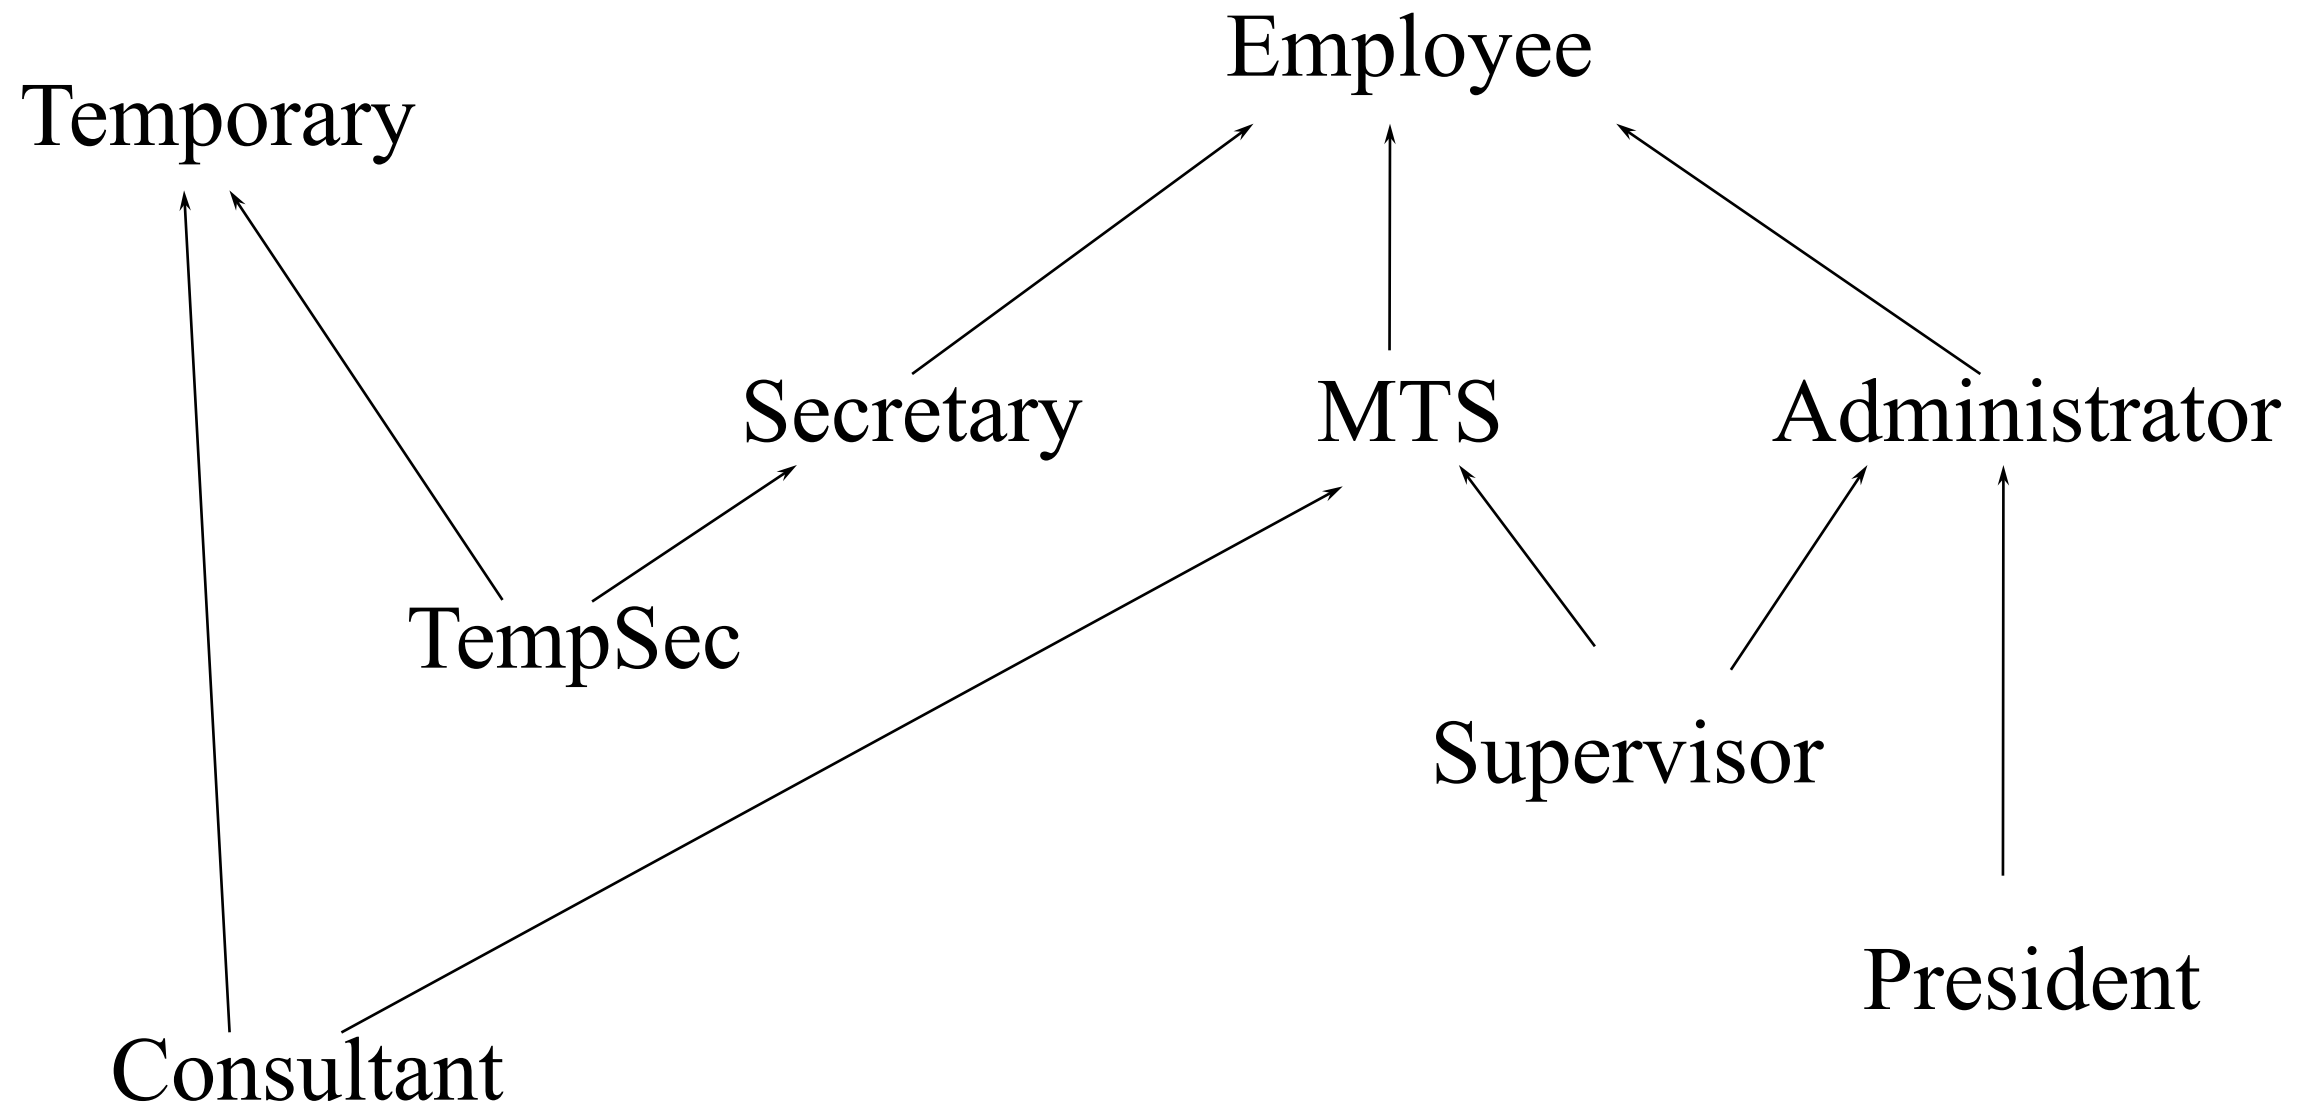 Employee
Temporary
Secretary
MTS
Administrator
TempSec
Supervisor
President
Consultant